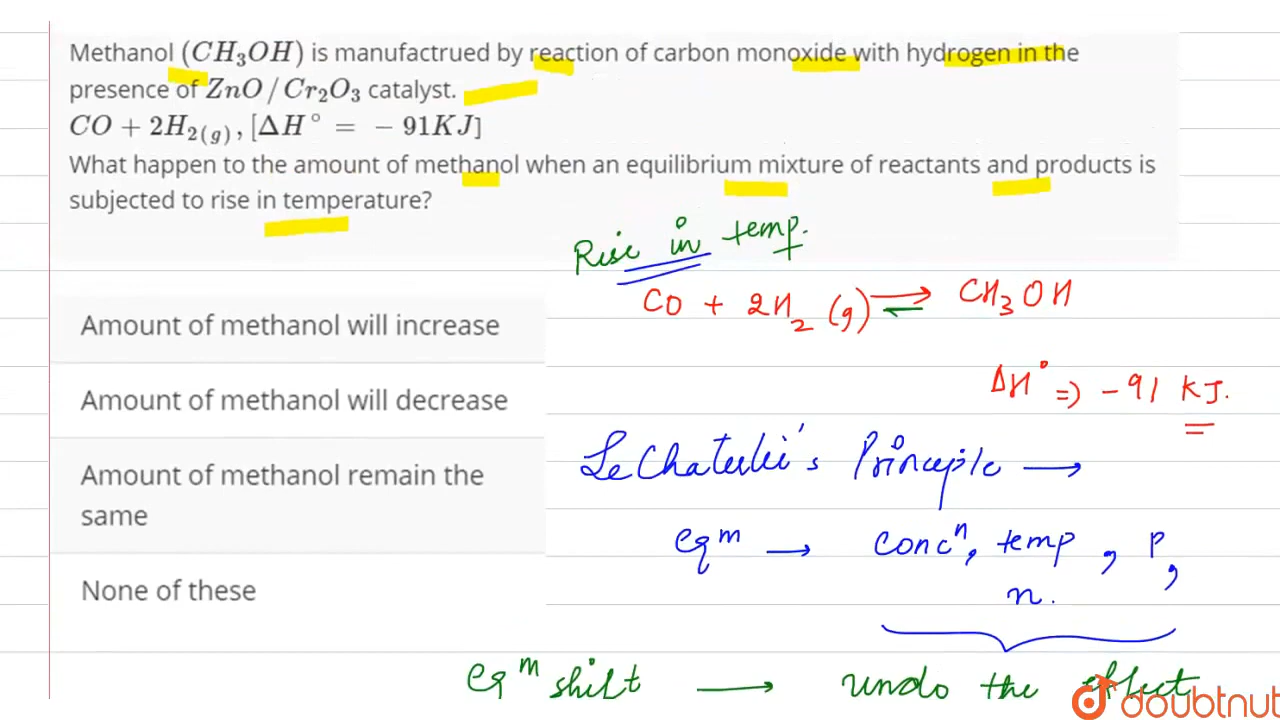 Methanol (CH₃OH) is manufactrued by reaction of carbon monoxide with hydrogen in the
presence of ZnO / Cr₂O₃ catalyst.
CO + 2H₂₍g₎, [ΔH° = − 91KJ]
What happen to the amount of methanol when an equilibrium mixture of reactants and products is
subjected to rise in temperature?
Rise in temp.
CO + 2H₂ (g) ⇌ CH₃OH
ΔH° ⇒ - 91 KJ.
Amount of methanol will increase
Amount of methanol will decrease
Amount of methanol remain the
same
None of these
LeChatelie's Principle →
eqᵐ → concⁿ, temp, P,
n.
eqᵐ shift → undo the effect
doubtnut